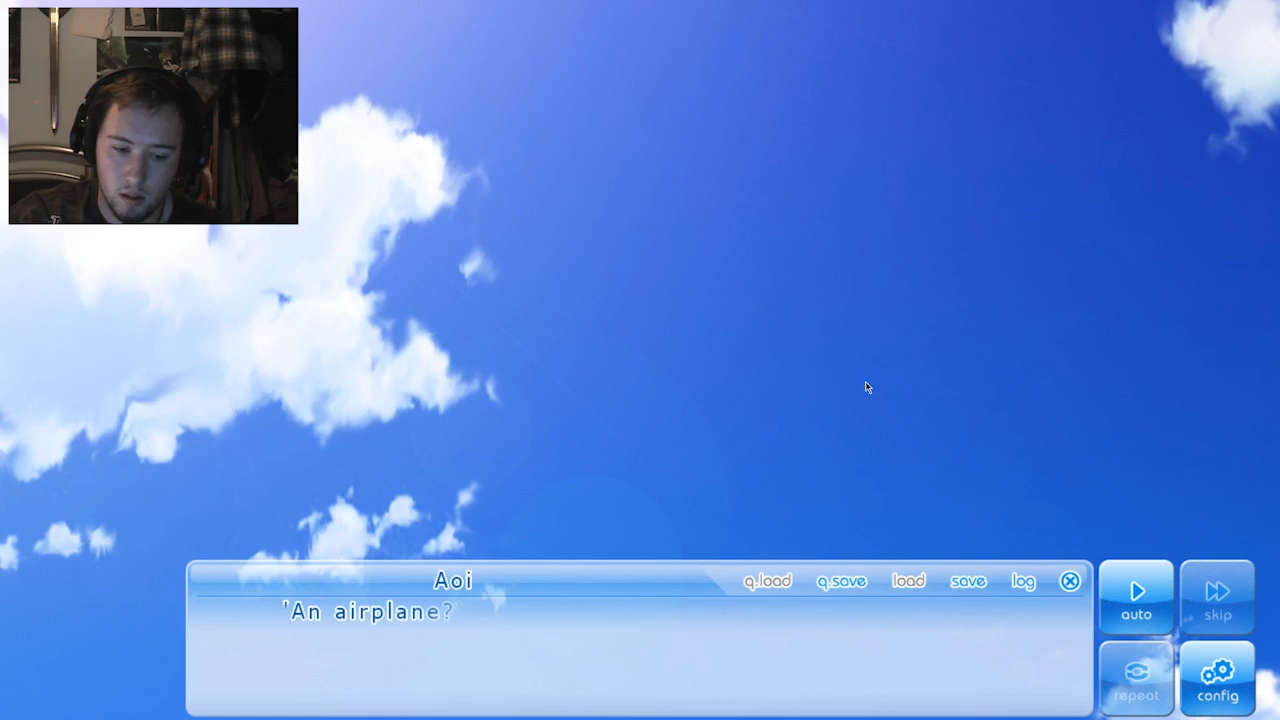 Aoi
q.load q.save load save log
'An airplane?'
auto
skip
repeat
config